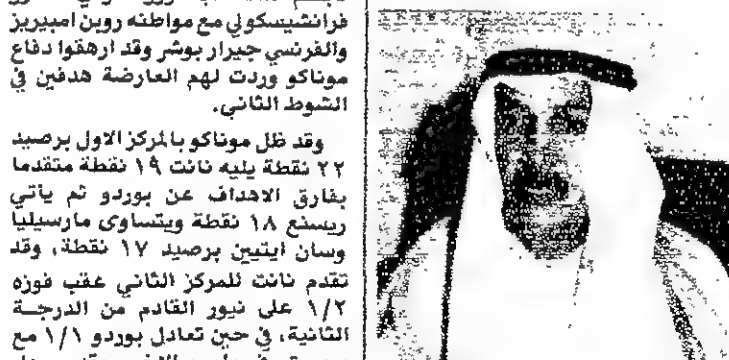 فرانشيسكولي مع مواطنه روبن امبيريز
والفرنسي جيرار بوشر وقد ارهقوا دفاع
موناكو وردت لهم العارضة هدفين في
الشوط الثاني.
وقد ظل موناكو بالمركز الاول برصيد
٢٢ نقطة يليه نانت ١٩ نقطة متقدما
بفارق الاهداف عن بوردو ثم ياتي
ريسنغ ١٨ نقطة ويتساوى مارسيليا
وسان ايتيين برصيد ١٧ نقطة، وقد
تقدم نانت للمركز الثاني عقب فوزه
١/٢ على نيور القادم من الدرجة
الثانية، في حين تعادل بوردو ١/١ مع